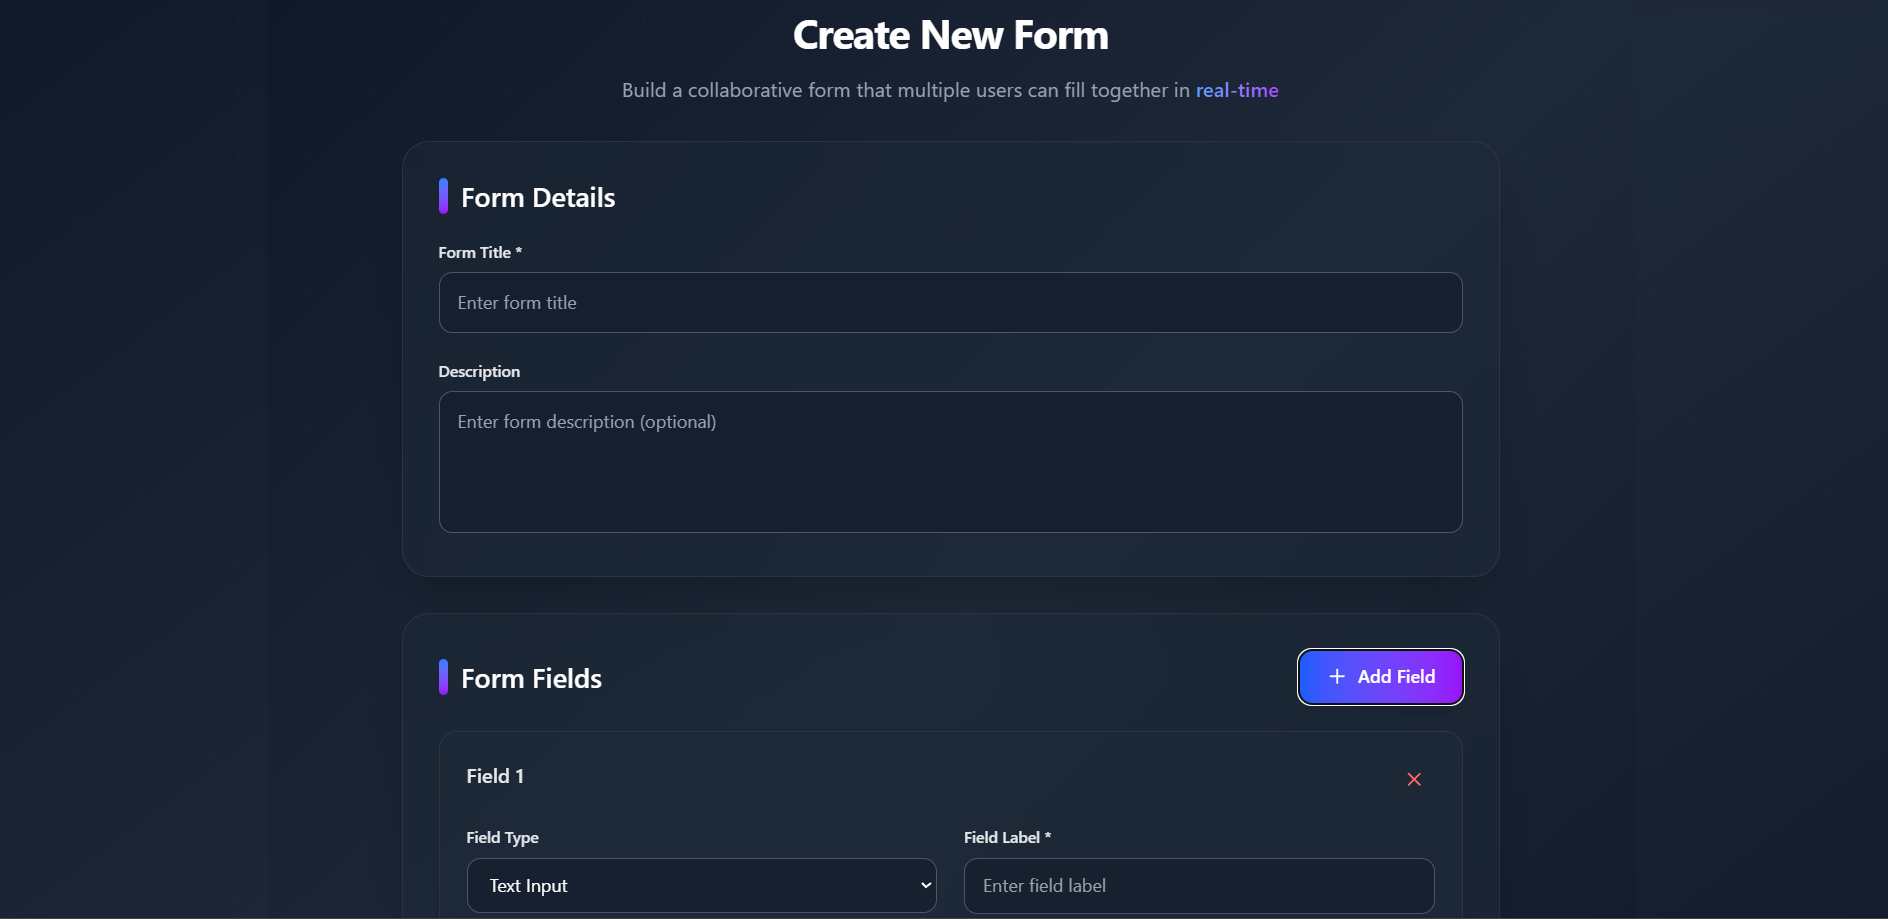 Create New Form
Build a collaborative form that multiple users can fill together in real-time
Form Details
Form Title *
Enter form title
Description
Enter form description (optional)
Form Fields
Add Field
Field 1
Field Type
Field Label *
Text Input
Enter field label